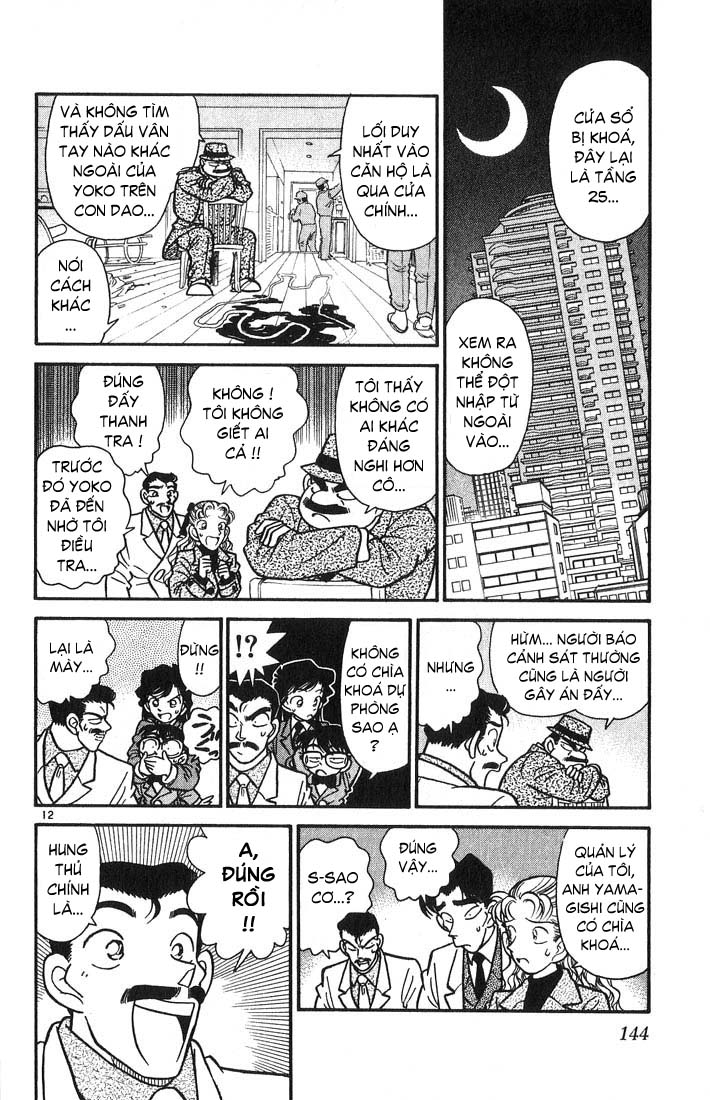 CỬA SỔ
BỊ KHOÁ,
ĐÂY LẠI
LÀ TẦNG
25...
XEM RA
KHÔNG
THỂ ĐỘT
NHẬP TỪ
NGOÀI
VÀO...
LỐI DUY
NHẤT VÀO
CĂN HỘ LÀ
QUA CỬA
CHÍNH...
VÀ KHÔNG TÌM
THẤY DẤU VÂN
TAY NÀO KHÁC
NGOÀI CỦA
YOKO TRÊN
CON DAO...
NÓI
CÁCH
KHÁC
...
TÔI THẤY
KHÔNG CÓ
AI KHÁC
ĐÁNG
NGHI HƠN
CÔ...
KHÔNG !
TÔI KHÔNG
GIẾT AI
CẢ !!
ĐÚNG
ĐẤY
THANH
TRA !
TRƯỚC
ĐÓ YOKO
ĐÃ ĐẾN
NHỜ TÔI
ĐIỀU
TRA...
HỪM... NGƯỜI BÁO
CẢNH SÁT THƯỜNG
CŨNG LÀ NGƯỜI
GÂY ÁN ĐẤY...
NHƯNG
...
KHÔNG
CÓ CHÌA
KHOÁ DỰ
PHÒNG
SAO Ạ
?
!?
ĐỪNG
!!
LẠI LÀ
MÀY...
12
QUẢN LÝ
CỦA TÔI,
ANH YAMA-
GISHI CŨNG
CÓ CHÌA
KHOÁ...
ĐÚNG
VẬY...
S-SAO
CƠ...?
A,
ĐÚNG
RỒI
!!
HUNG
THỦ
CHÍNH
LÀ...
144